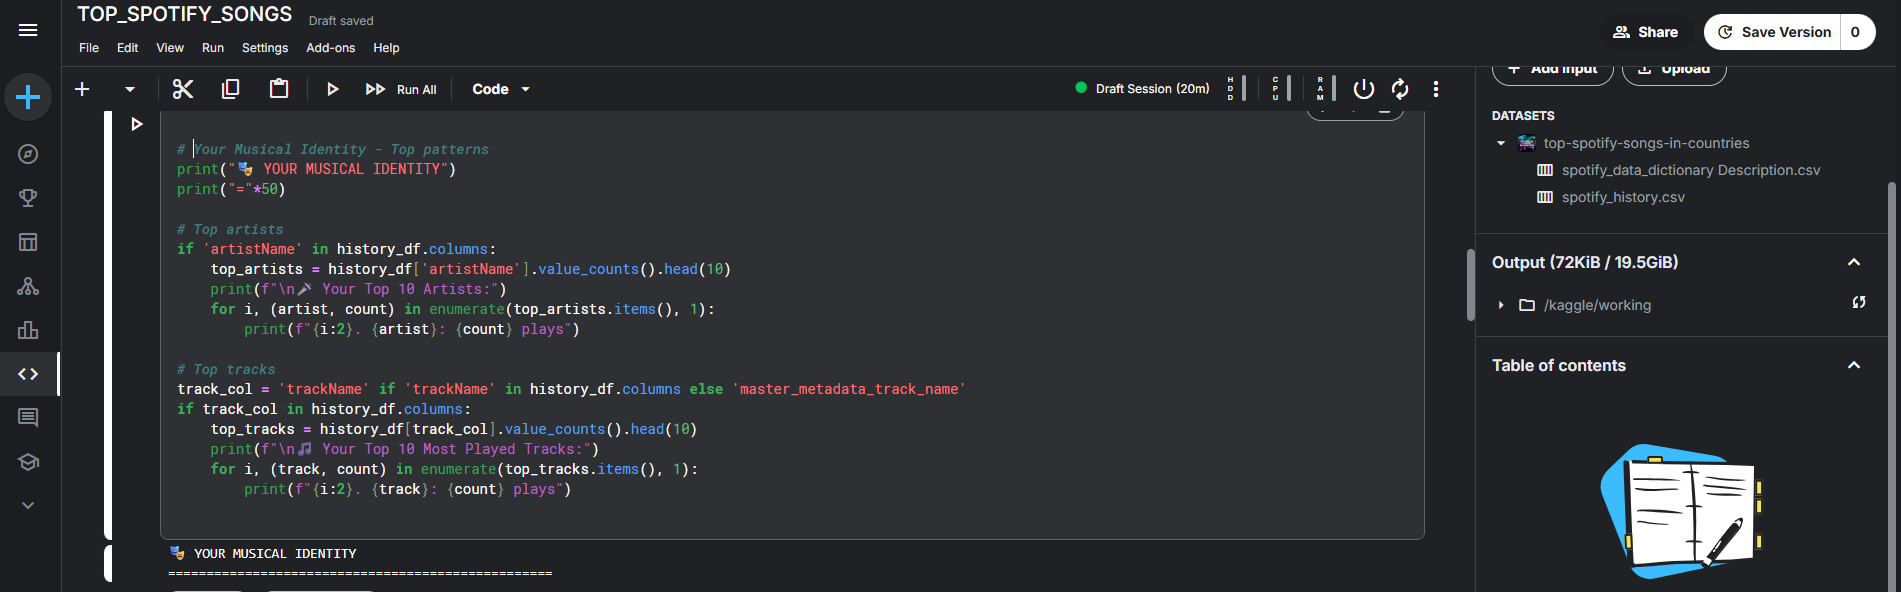 TOP_SPOTIFY_SONGS
Draft saved
File Edit View Run Settings Add-ons Help
Share
Save Version 0
Run All
Code
Draft Session (20m)
HDD
CPU
RAM
# Your Musical Identity - Top patterns
print("🎭 YOUR MUSICAL IDENTITY")
print("="*50)
# Top artists
if 'artistName' in history_df.columns:
    top_artists = history_df['artistName'].value_counts().head(10)
    print(f"\n🎤 Your Top 10 Artists:")
    for i, (artist, count) in enumerate(top_artists.items(), 1):
        print(f"{i:2}. {artist}: {count} plays")
# Top tracks
track_col = 'trackName' if 'trackName' in history_df.columns else 'master_metadata_track_name'
if track_col in history_df.columns:
    top_tracks = history_df[track_col].value_counts().head(10)
    print(f"\n🎵 Your Top 10 Most Played Tracks:")
    for i, (track, count) in enumerate(top_tracks.items(), 1):
        print(f"{i:2}. {track}: {count} plays")
🎭 YOUR MUSICAL IDENTITY
==================================================
Add Input
Upload
DATASETS
top-spotify-songs-in-countries
spotify_data_dictionary Description.csv
spotify_history.csv
Output (72KiB / 19.5GiB)
/kaggle/working
Table of contents